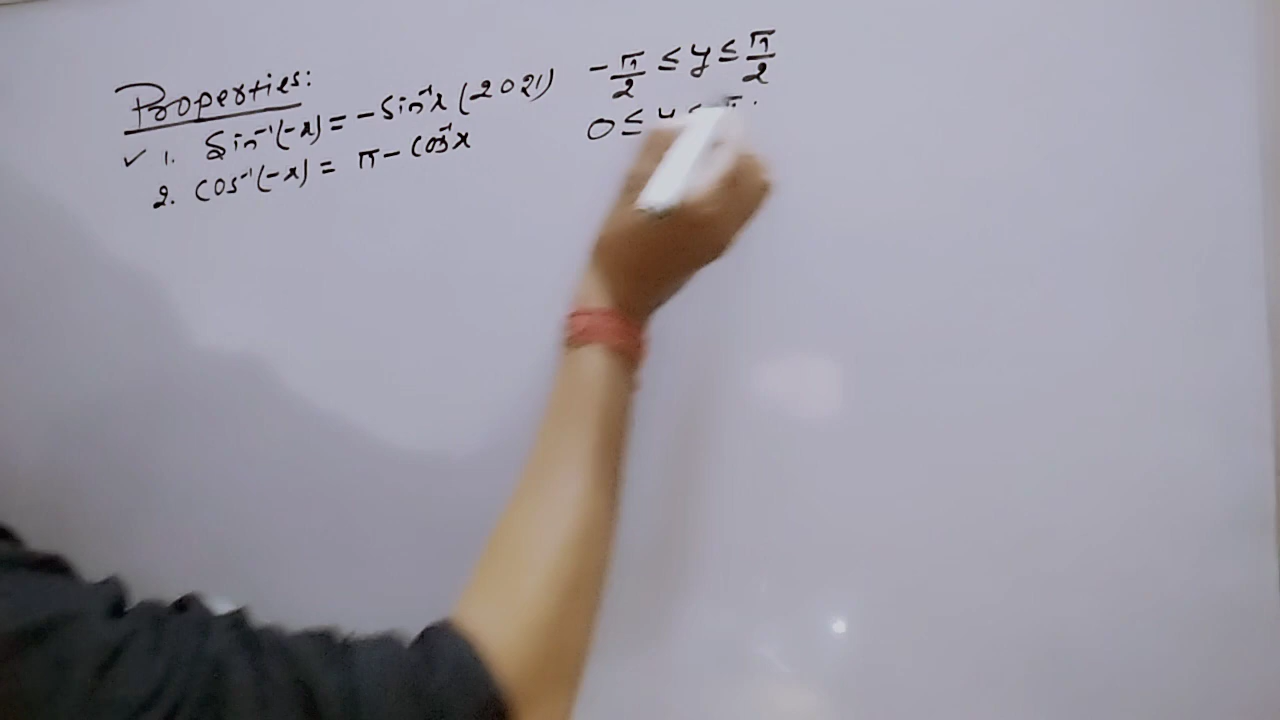 Properties:
✓ 1. Sin⁻¹(-x) = - Sin⁻¹x (2021) -π/2 ≤ y ≤ π/2
2. Cos⁻¹(-x) = π - Cos⁻¹x 0 ≤